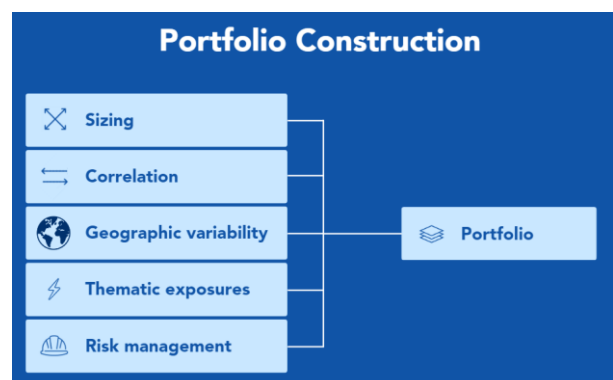 Portfolio Construction
Sizing
Correlation
Geographic variability
Thematic exposures
Risk management
Portfolio